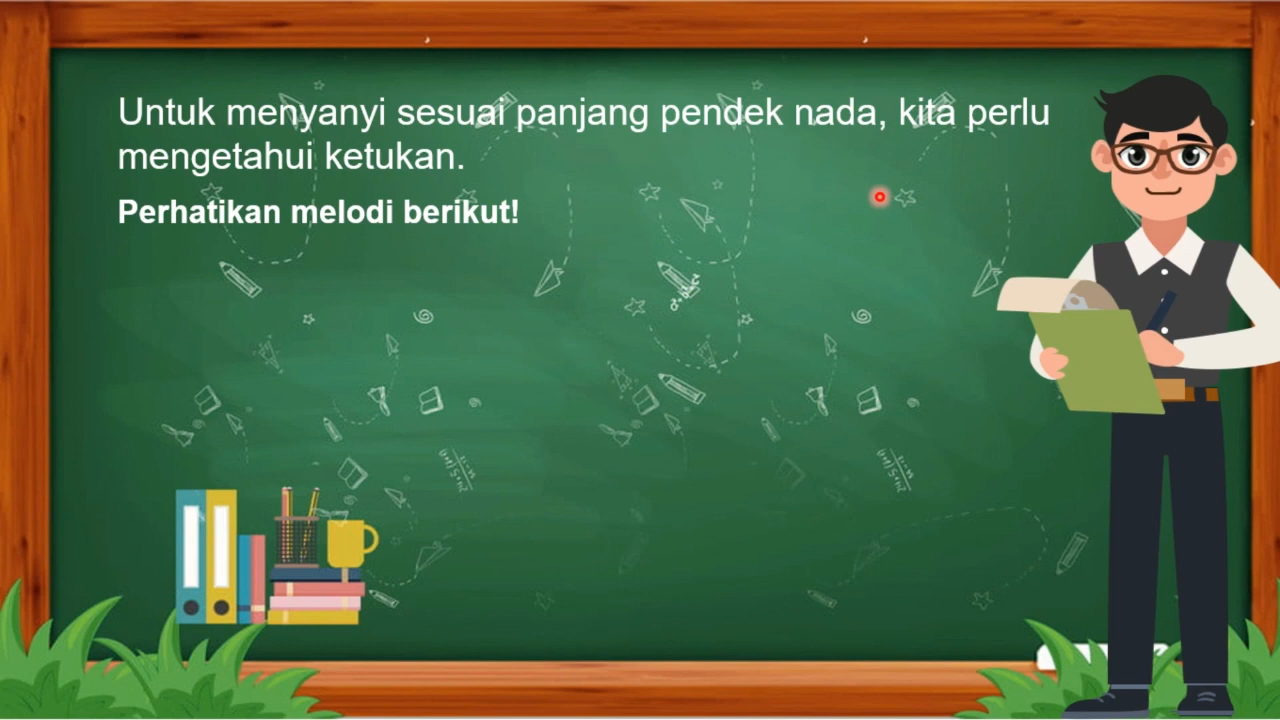 Untuk menyanyi sesuai panjang pendek nada, kita perlu
mengetahui ketukan.
Perhatikan melodi berikut!